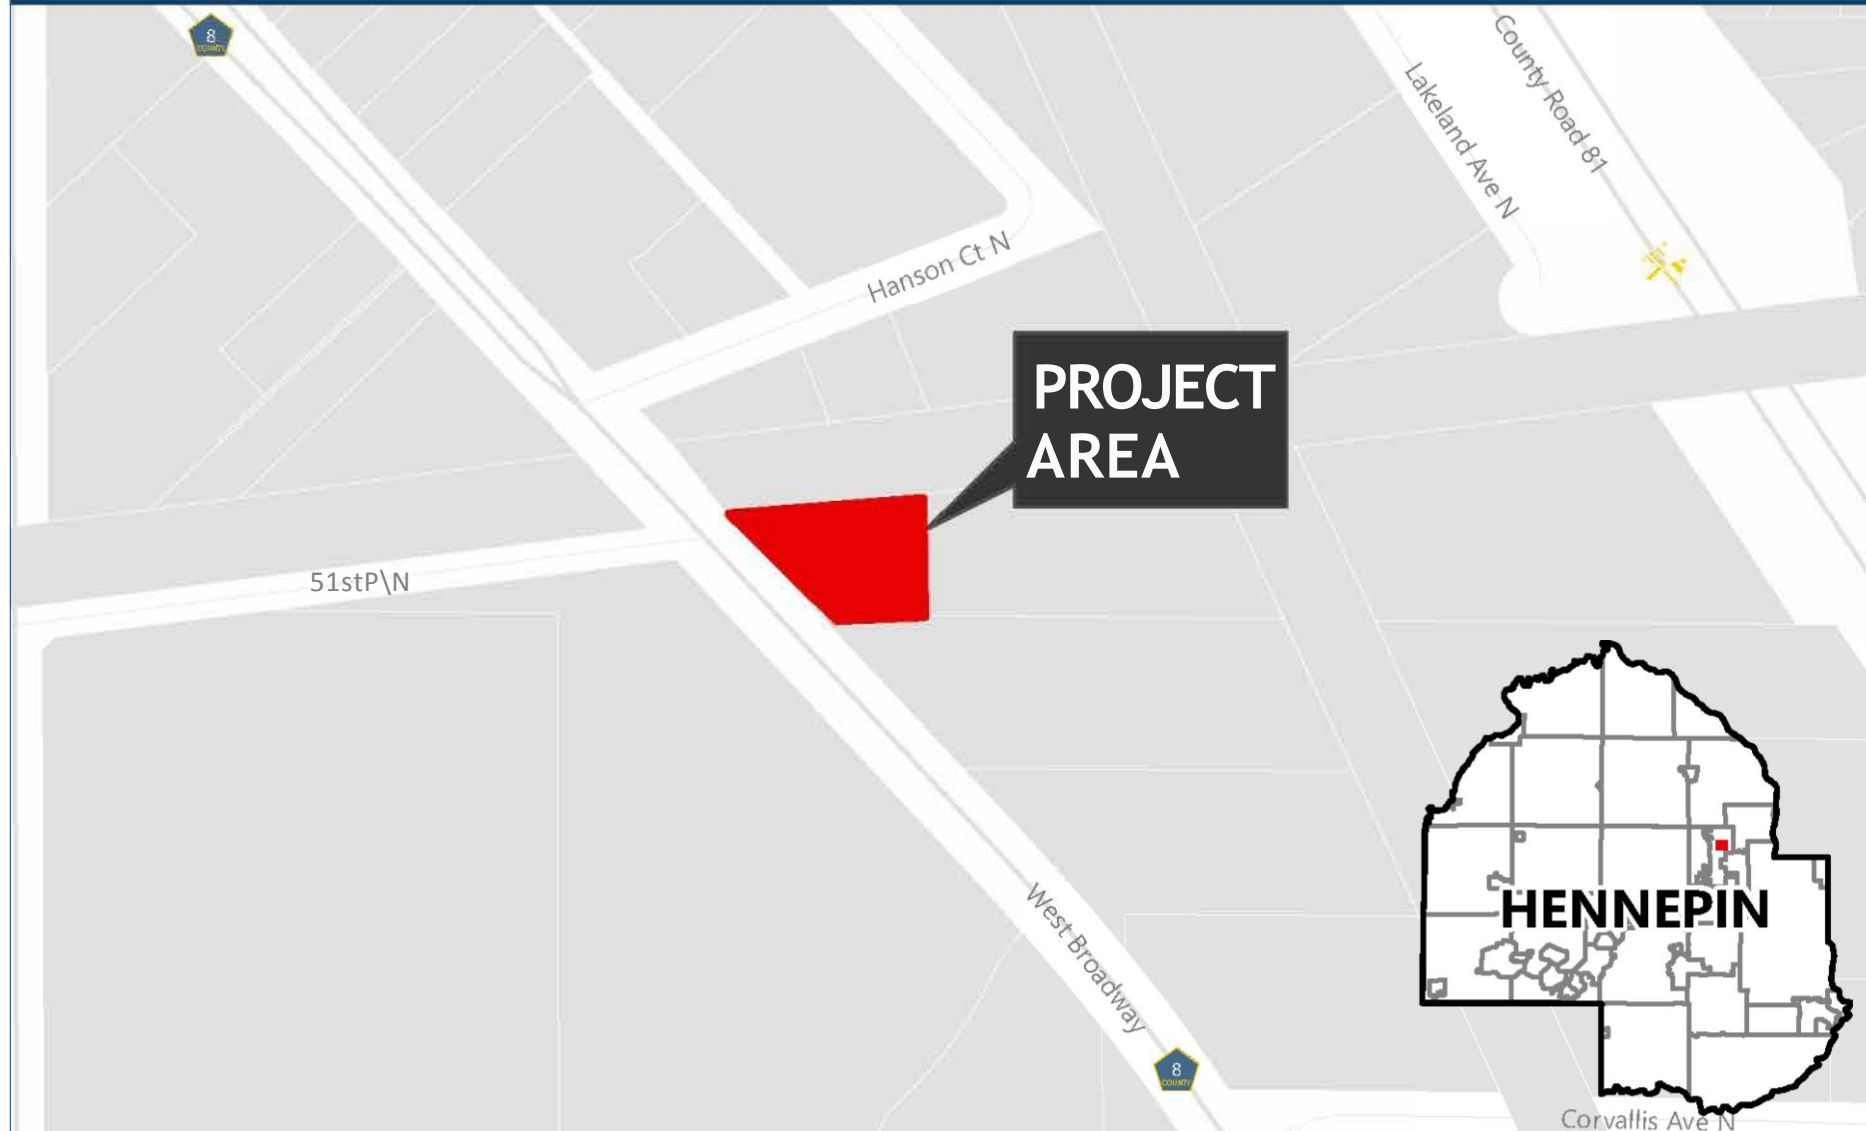 8
COUNTY
County Road 81
Lakeland Ave N
Hanson Ct N
PROJECT
AREA
51stP\N
HENNEPIN
West Broadway
8
COUNTY
Corvallis Ave N